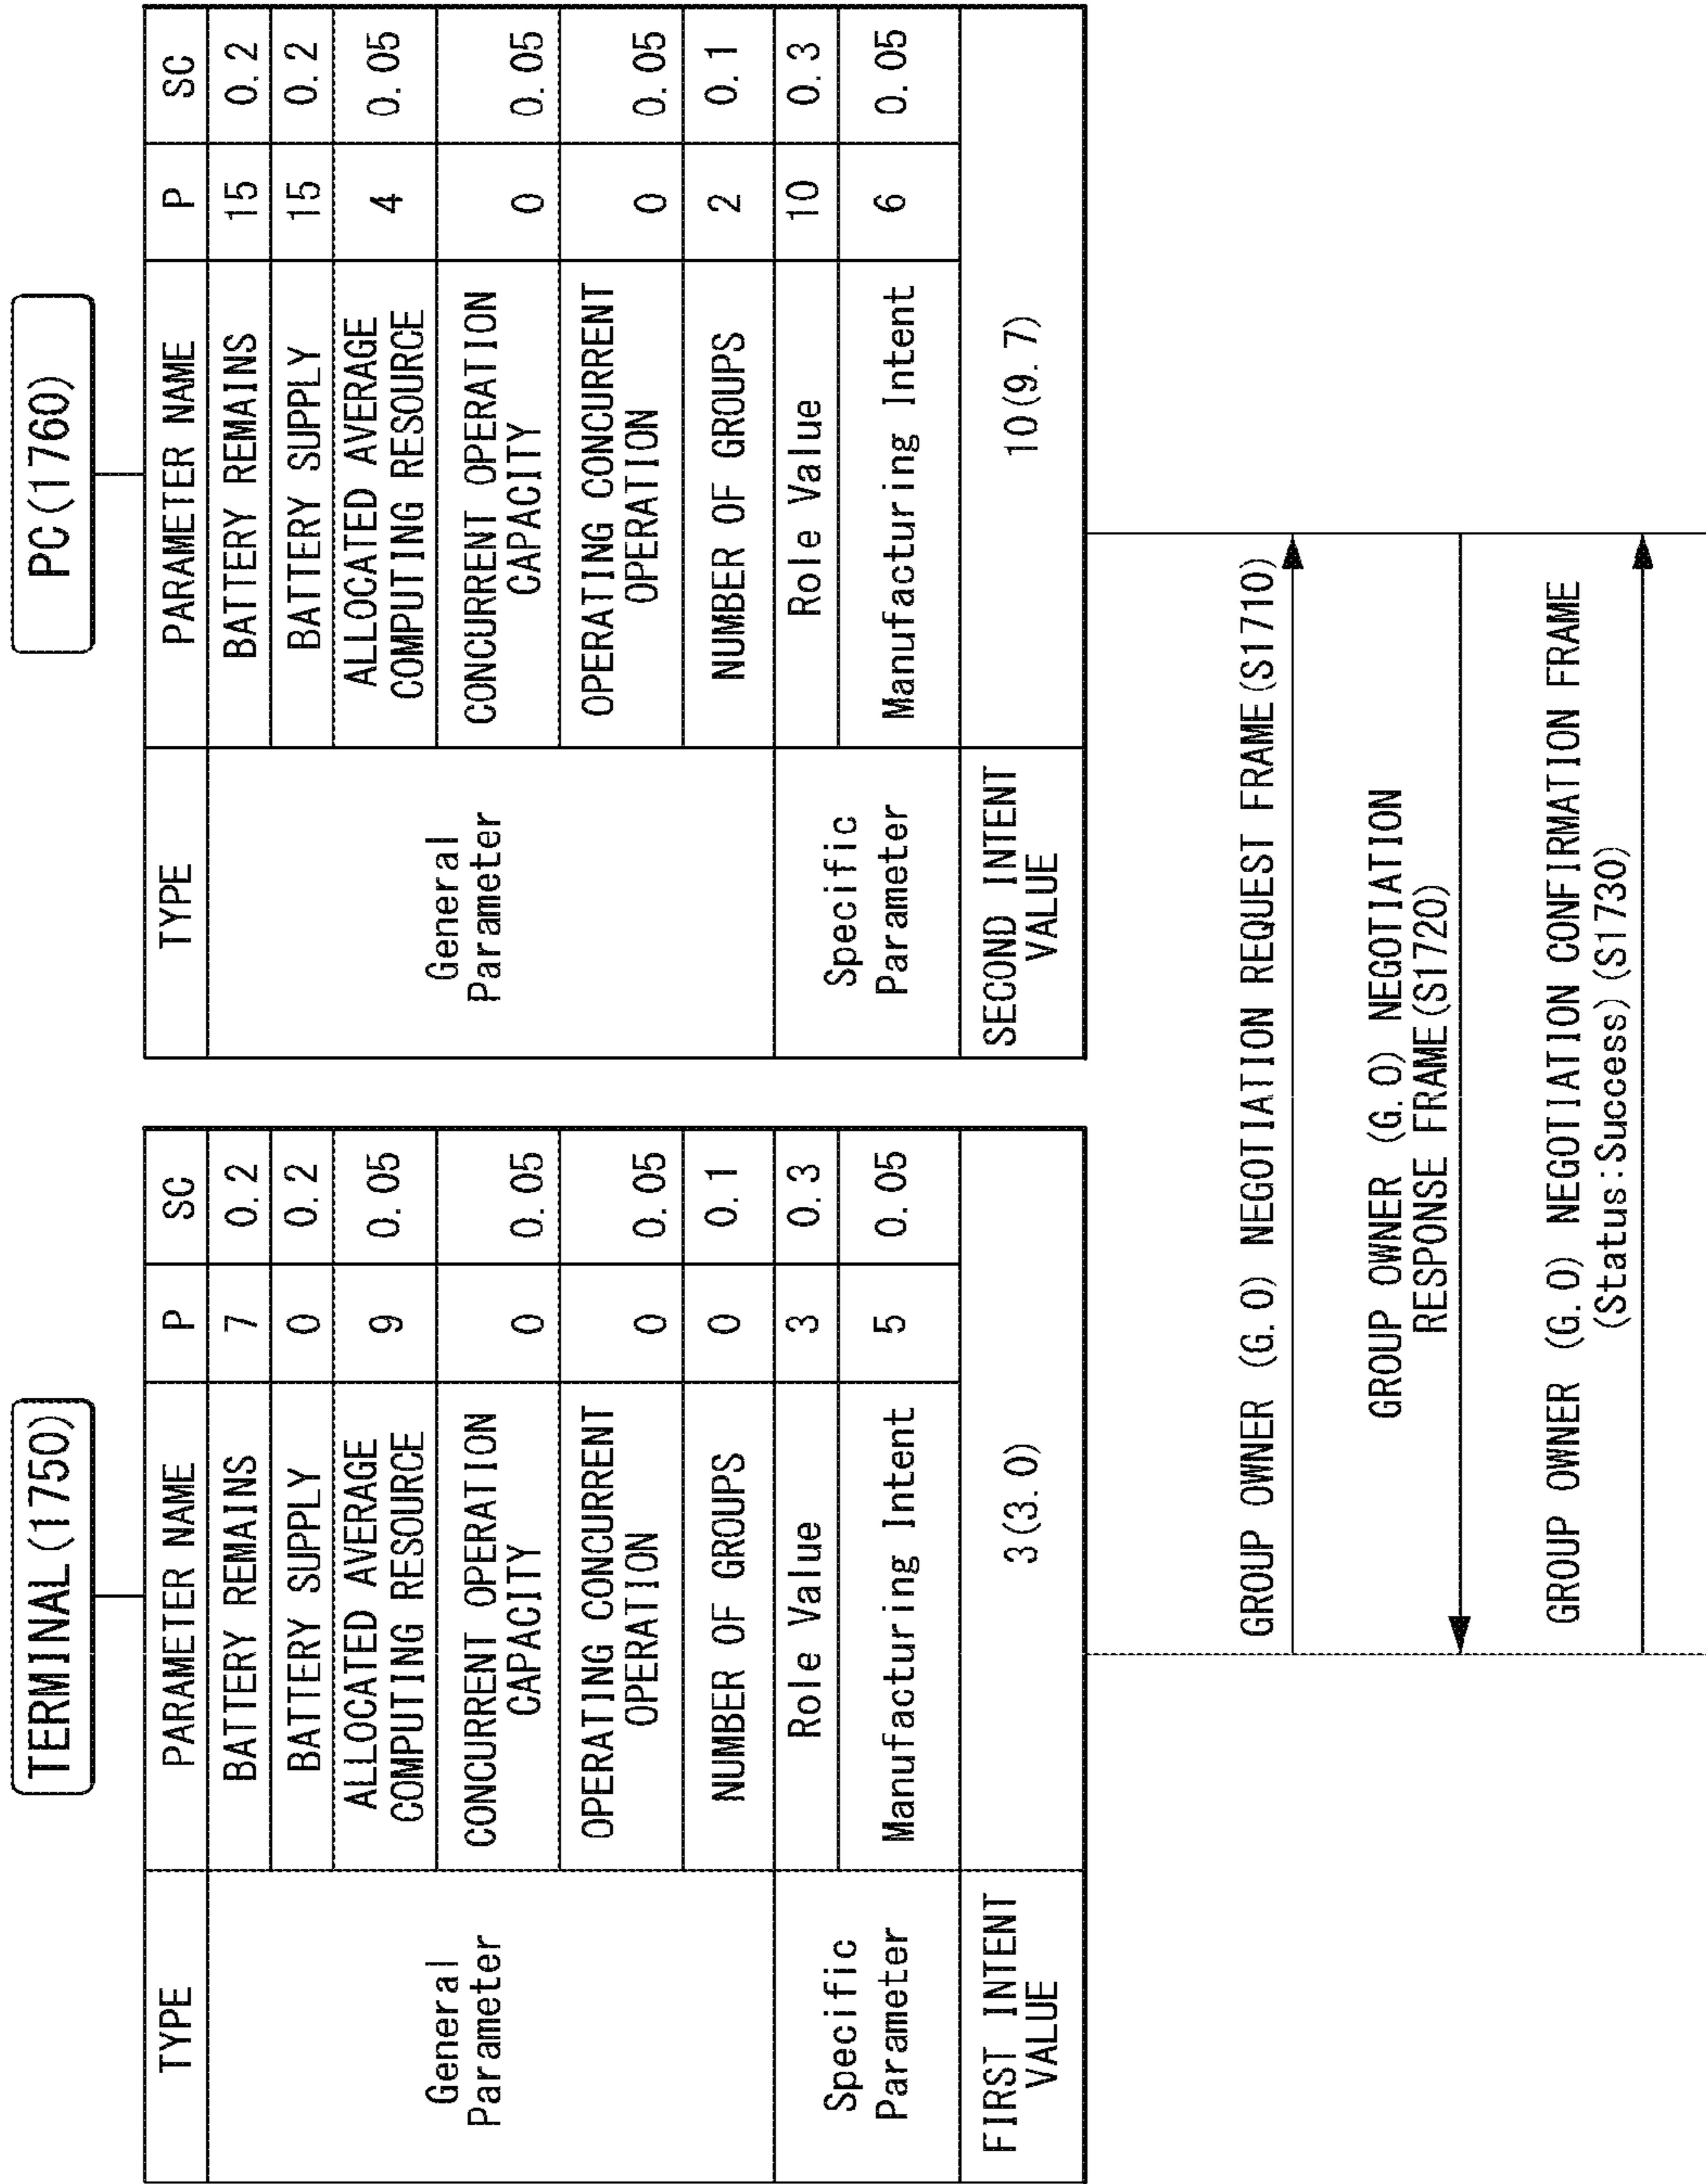 TERMINAL(1750)
TYPE PARAMETER NAME P SC
General
Parameter
BATTERY REMAINS 7 0.2
BATTERY SUPPLY 0 0.2
ALLOCATED AVERAGE
COMPUTING RESOURCE 9 0.05
CONCURRENT OPERATION
CAPACITY 0 0.05
OPERATING CONCURRENT
OPERATION 0 0.05
NUMBER OF GROUPS 0 0.1
Specific
Parameter
Role Value 3 0.3
Manufacturing Intent 5 0.05
FIRST INTENT
VALUE
3(3.0)
PC(1760)
TYPE PARAMETER NAME P SC
General
Parameter
BATTERY REMAINS 15 0.2
BATTERY SUPPLY 15 0.2
ALLOCATED AVERAGE
COMPUTING RESOURCE 4 0.05
CONCURRENT OPERATION
CAPACITY 0 0.05
OPERATING CONCURRENT
OPERATION 0 0.05
NUMBER OF GROUPS 2 0.1
Specific
Parameter
Role Value 10 0.3
Manufacturing Intent 6 0.05
SECOND INTENT
VALUE
10(9.7)
GROUP OWNER (G.O) NEGOTIATION REQUEST FRAME(S1710)
GROUP OWNER (G.O) NEGOTIATION
RESPONSE FRAME(S1720)
GROUP OWNER (G.O) NEGOTIATION CONFIRMATION FRAME
(Status:Success)(S1730)